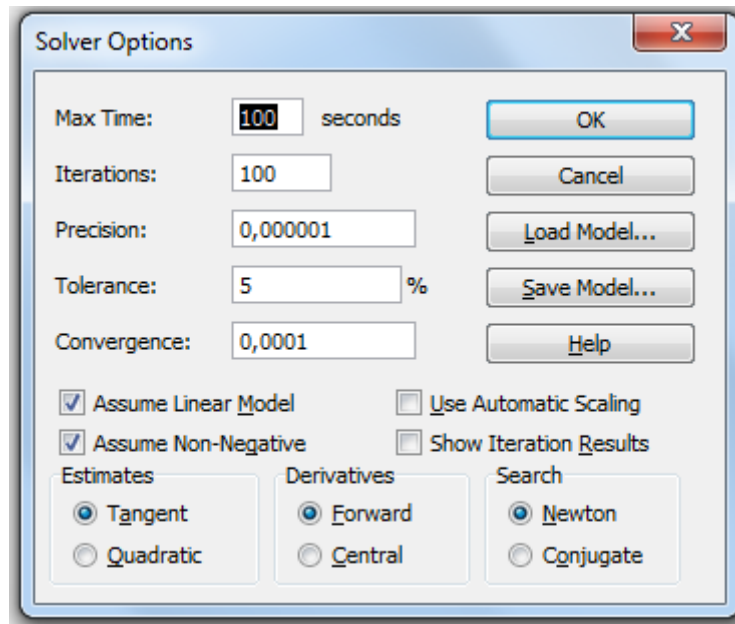 Solver Options
Max Time: 100 seconds OK
Iterations: 100 Cancel
Precision: 0,000001 Load Model...
Tolerance: 5 % Save Model...
Convergence: 0,0001 Help
Assume Linear Model Use Automatic Scaling
Assume Non-Negative Show Iteration Results
Estimates Derivatives Search
Tangent Forward Newton
Quadratic Central Conjugate